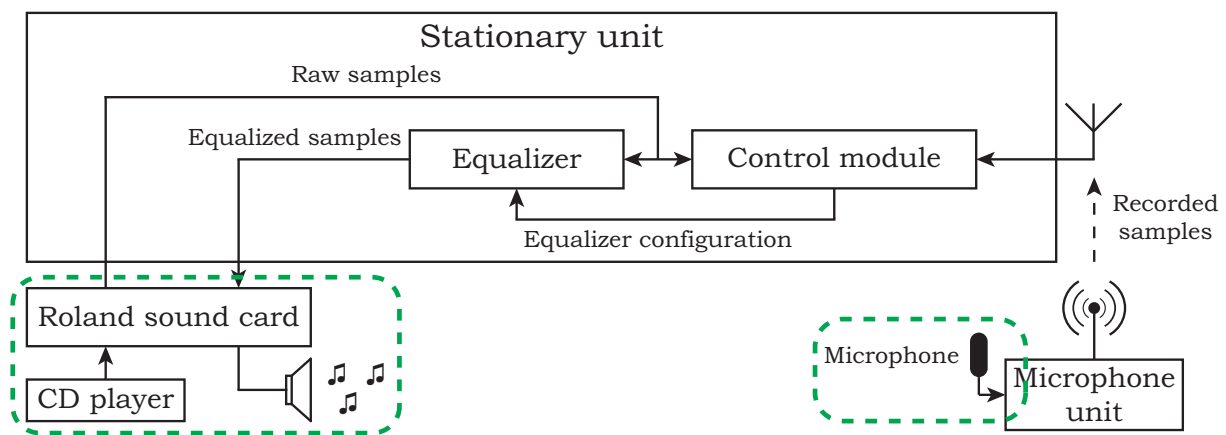 Stationary unit
Raw samples
Equalized samples
Equalizer
Control module
Equalizer configuration
Recorded
samples
Roland sound card
CD player
Microphone
Microphone
unit